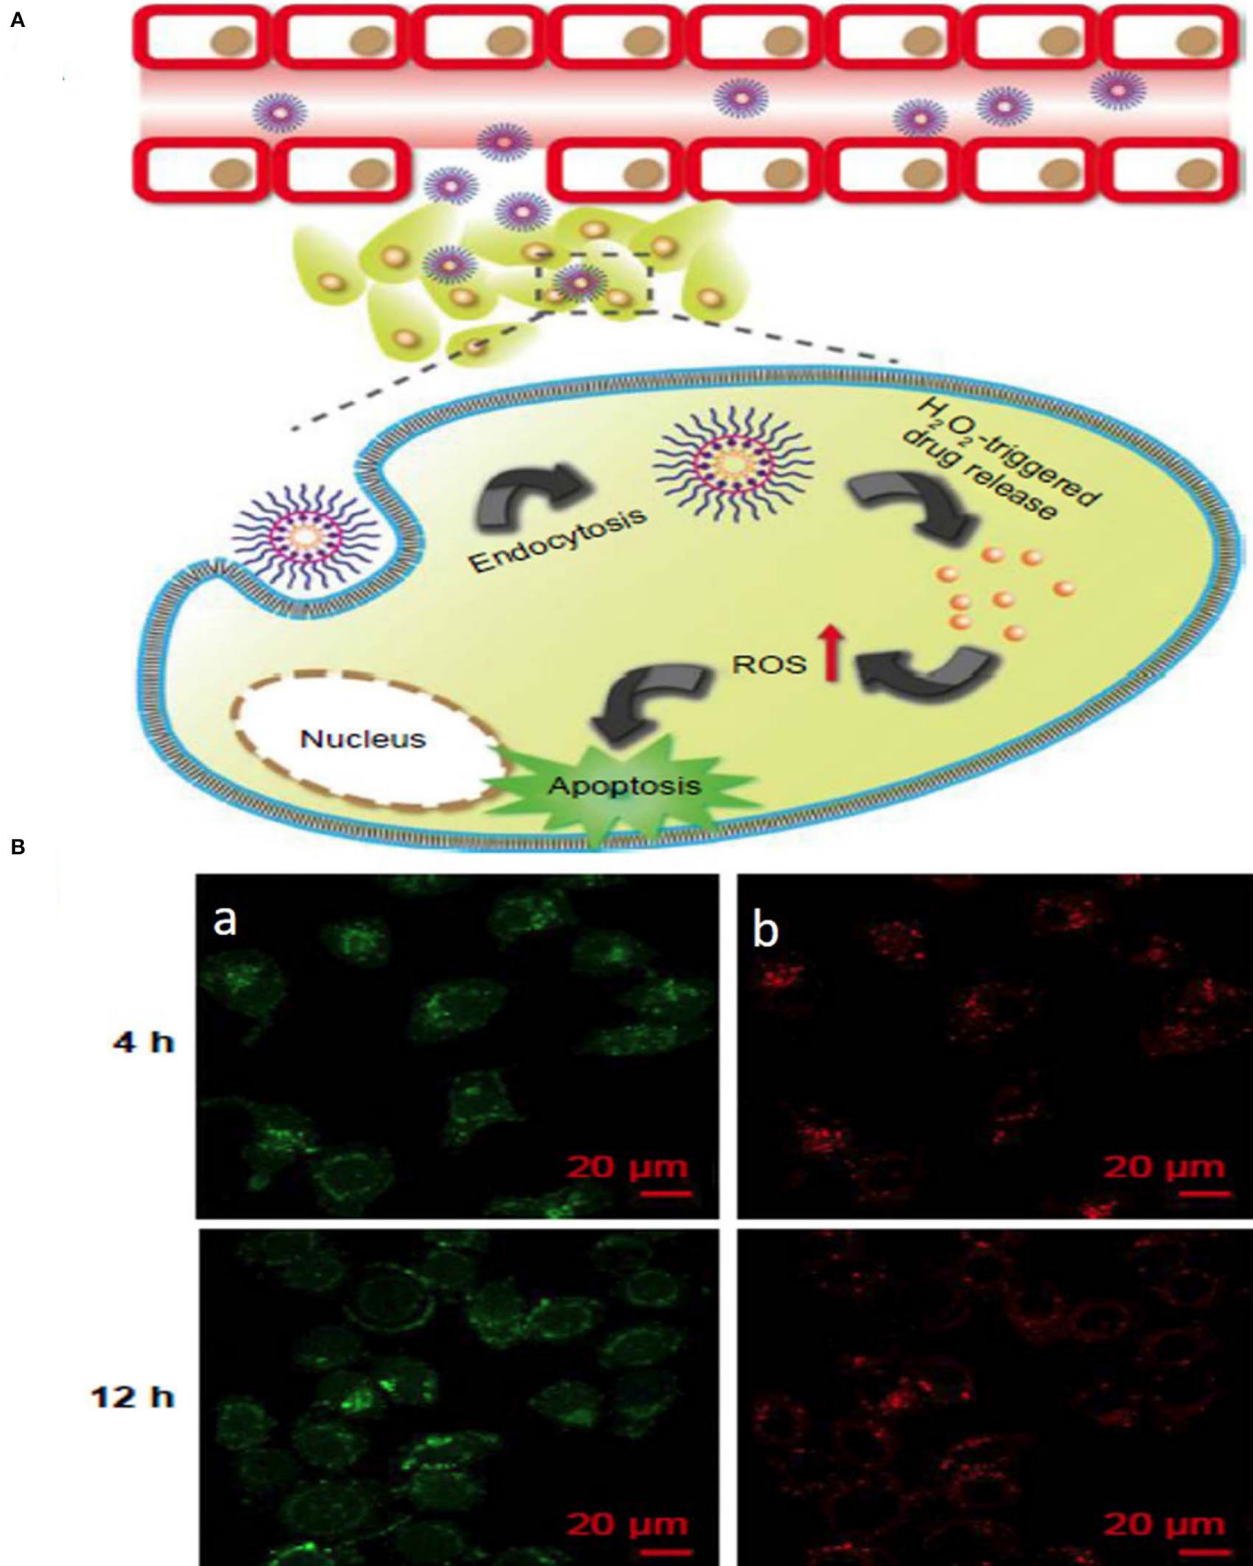 A
H₂O₂-triggered
drug release
Endocytosis
ROS
Nucleus
Apoptosis
B
a
b
4 h
20 µm
20 µm
12 h
20 µm
20 µm